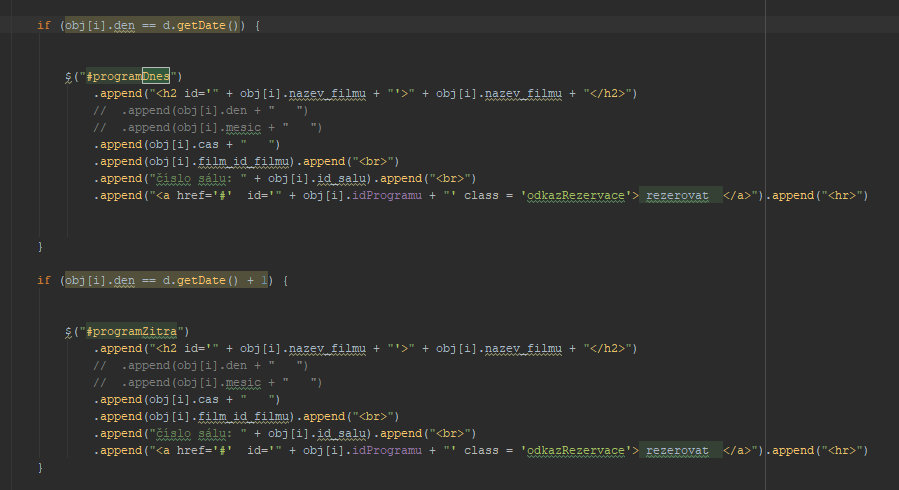 if (obj[i].den == d.getDate()) {
$("#programDnes")
.append("<h2 id='" + obj[i].nazev_filmu + "'>" + obj[i].nazev_filmu + "</h2>")
//  .append(obj[i].den + "   ")
//  .append(obj[i].mesic + "   ")
.append(obj[i].cas + "   ")
.append(obj[i].film_id_filmu).append("<br>")
.append("číslo sálu: " + obj[i].id_salu).append("<br>")
.append("<a href='#'  id='" + obj[i].idProgramu + "' class = 'odkazRezervace'> rezerovat  </a>").append("<hr>")
}
if (obj[i].den == d.getDate() + 1) {
$("#programZitra")
.append("<h2 id='" + obj[i].nazev_filmu + "'>" + obj[i].nazev_filmu + "</h2>")
//  .append(obj[i].den + "   ")
//  .append(obj[i].mesic + "   ")
.append(obj[i].cas + "   ")
.append(obj[i].film_id_filmu).append("<br>")
.append("číslo sálu: " + obj[i].id_salu).append("<br>")
.append("<a href='#'  id='" + obj[i].idProgramu + "' class = 'odkazRezervace'> rezerovat  </a>").append("<hr>")
}